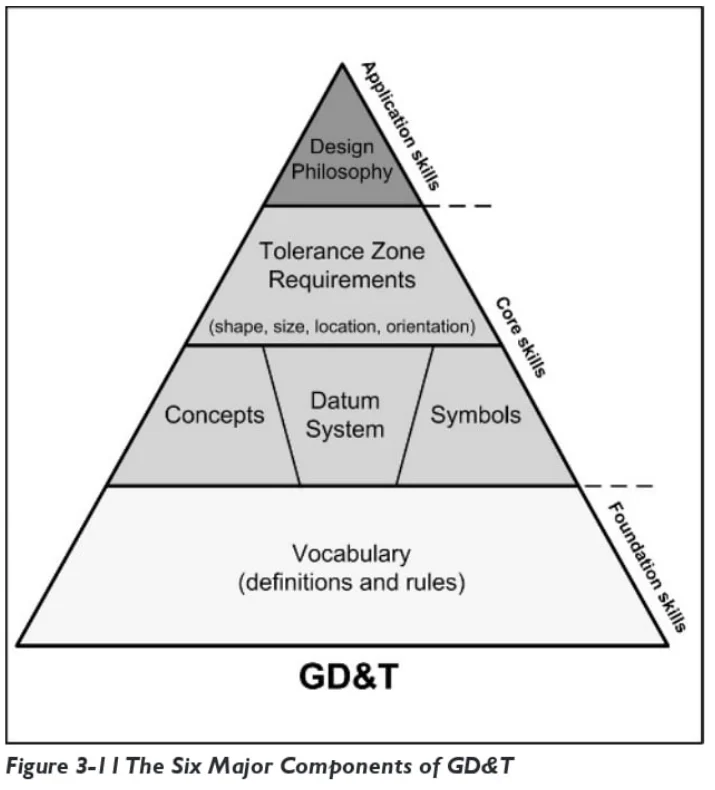 Application skills
Design
Philosophy
Tolerance Zone
Requirements
(shape, size, location, orientation)
Core skills
Concepts
Datum
System
Symbols
Vocabulary
(definitions and rules)
Foundation skills
GD&T
Figure 3-11 The Six Major Components of GD&T